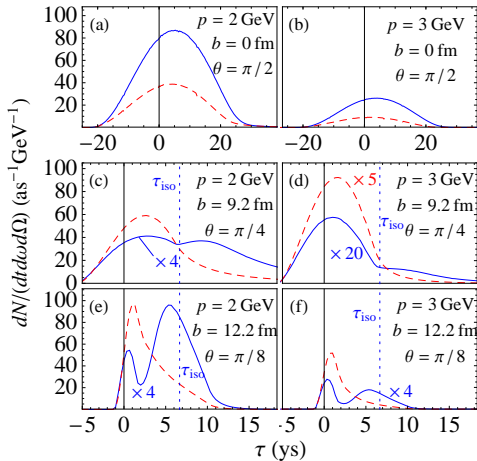 (a) p = 2 GeV
b = 0 fm
θ = π/2
(b) p = 3 GeV
b = 0 fm
θ = π/2
80
60
40
20
−20 0 20
−20 0 20
dN/(dtdωdΩ) (as⁻¹GeV⁻¹)
(c) τiso p = 2 GeV
b = 9.2 fm
θ = π/4
× 4
(d) × 5 p = 3 GeV
τiso b = 9.2 fm
θ = π/4
× 20
100
80
60
40
20
0
(e) p = 2 GeV
b = 12.2 fm
θ = π/8
τiso
× 4
(f) τiso p = 3 GeV
b = 12.2 fm
θ = π/8
× 4
80
60
40
20
−5 0 5 10 15
−5 0 5 10 15
τ (ys)